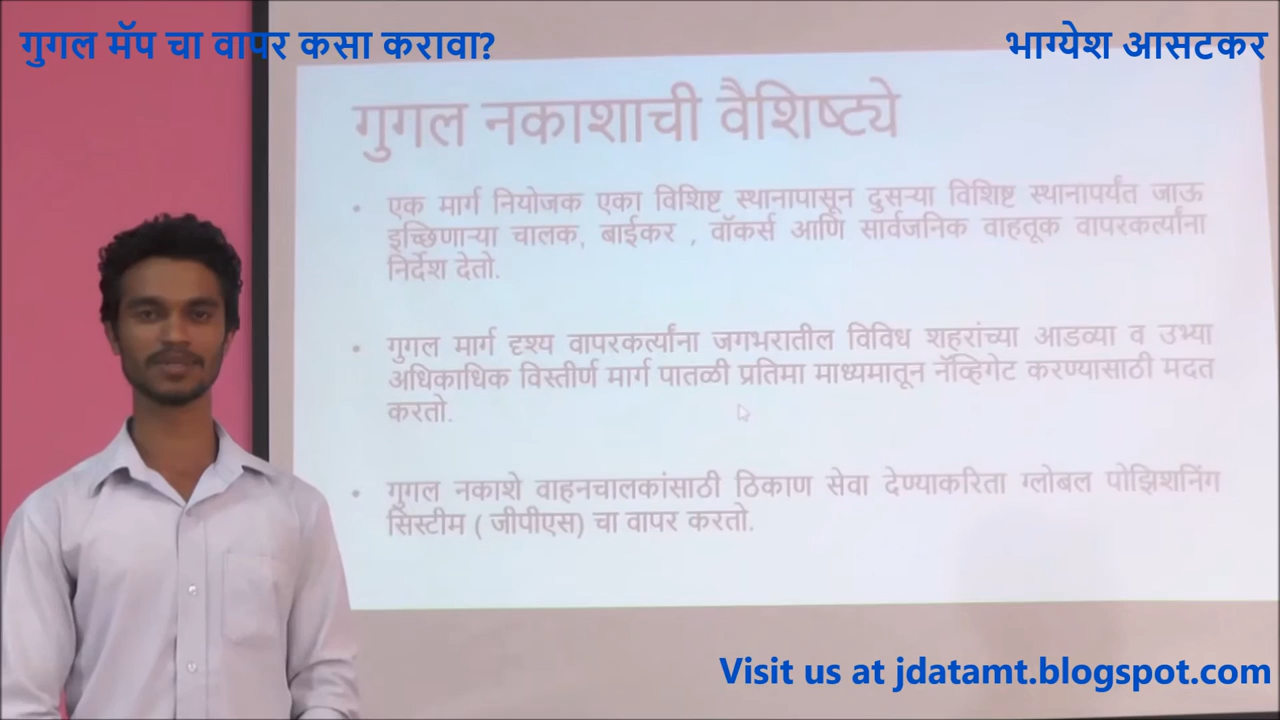 गुगल मॅप चा वापर कसा करावा?
भाग्येश आसटकर
गुगल नकाशाची वैशिष्ट्ये
• एक मार्ग नियोजक एका विशिष्ट स्थानापासून दुसऱ्या विशिष्ट स्थानापर्यंत जाऊ
इच्छिणाऱ्या चालक, बाईकर , वॉकर्स आणि सार्वजनिक वाहतूक वापरकर्त्यांना
निर्देश देतो.
• गुगल मार्ग दृश्य वापरकर्त्यांना जगभरातील विविध शहरांच्या आडव्या व उभ्या
अधिकाधिक विस्तीर्ण मार्ग पातळी प्रतिमा माध्यमातून नॅव्हिगेट करण्यासाठी मदत
करतो.
• गुगल नकाशे वाहनचालकांसाठी ठिकाण सेवा देण्याकरिता ग्लोबल पोझिशनिंग
सिस्टीम ( जीपीएस) चा वापर करतो.
Visit us at jdatamt.blogspot.com